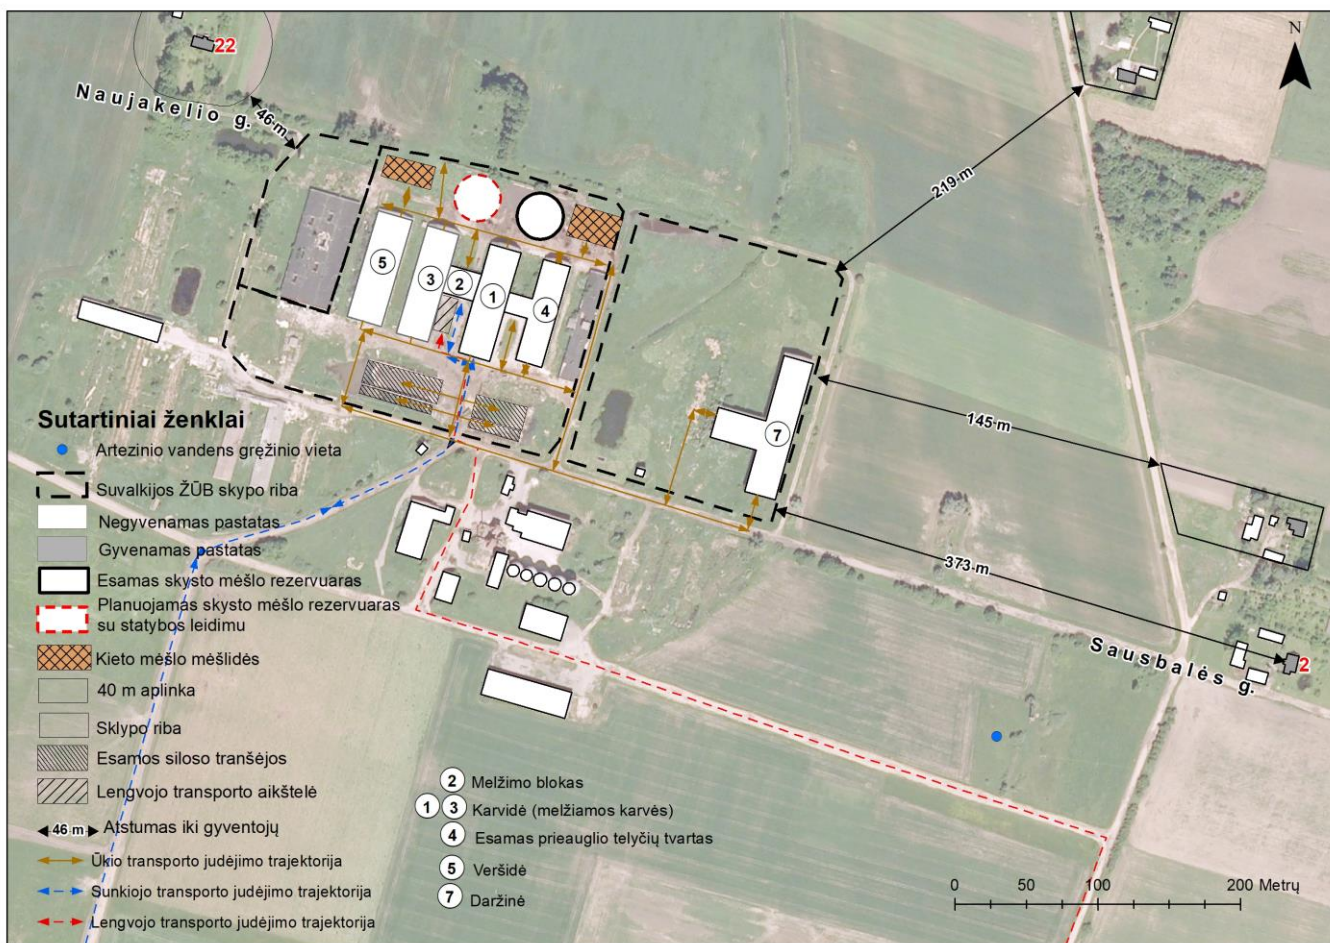 22
N
Naujakelio g.
46 m
219 m
5
3
2
1
4
7
145 m
373 m
Sausbalės g.
2
Sutartiniai ženklai
Artezinio vandens gręžinio vieta
Suvalkijos ŽŪB skypo riba
Negyvenamas pastatas
Gyvenamas pastatas
Esamas skysto mėšlo rezervuaras
Planuojamas skysto mėšlo rezervuaras
su statybos leidimu
Kieto mėšlo mėšlidės
40 m aplinka
Sklypo riba
Esamos siloso tranšėjos
Lengvojo transporto aikštelė
46 m Atstumas iki gyventojų
Ūkio transporto judėjimo trajektorija
Sunkiojo transporto judėjimo trajektorija
Lengvojo transporto judėjimo trajektorija
2 Melžimo blokas
1 3 Karvidė (melžiamos karvės)
4 Esamas prieauglio telyčių tvartas
5 Veršidė
7 Daržinė
0 50 100 200 Metrų